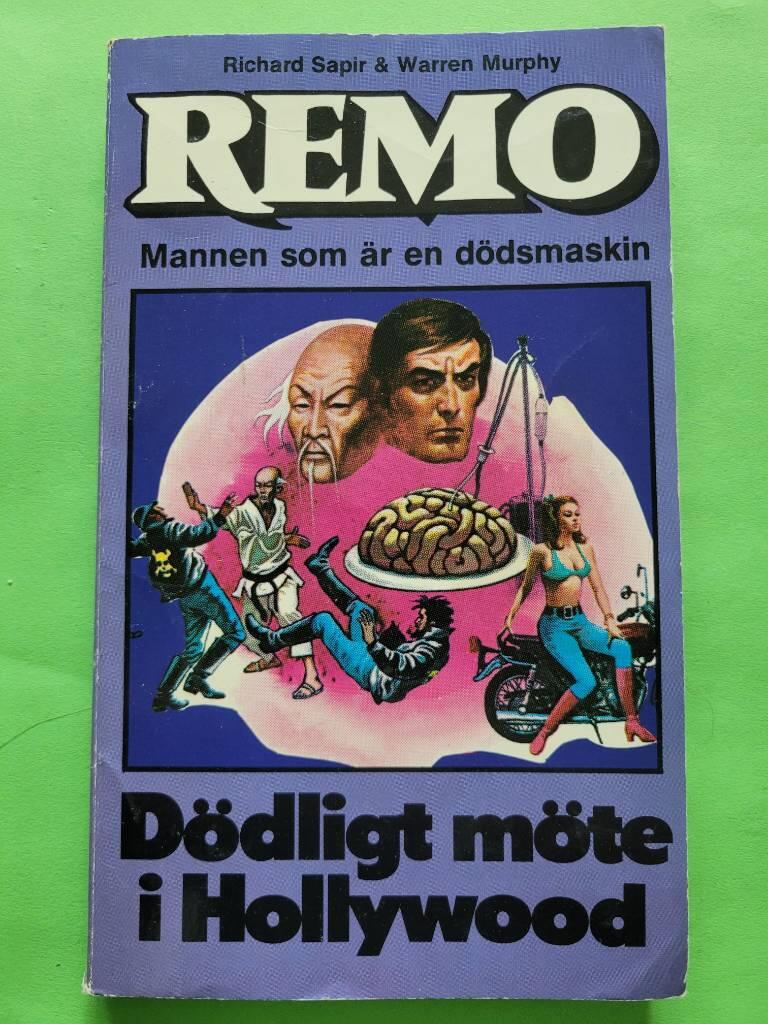 Richard Sapir & Warren Murphy
REMO
Mannen som är en dödsmaskin
Dödligt möte
i Hollywood